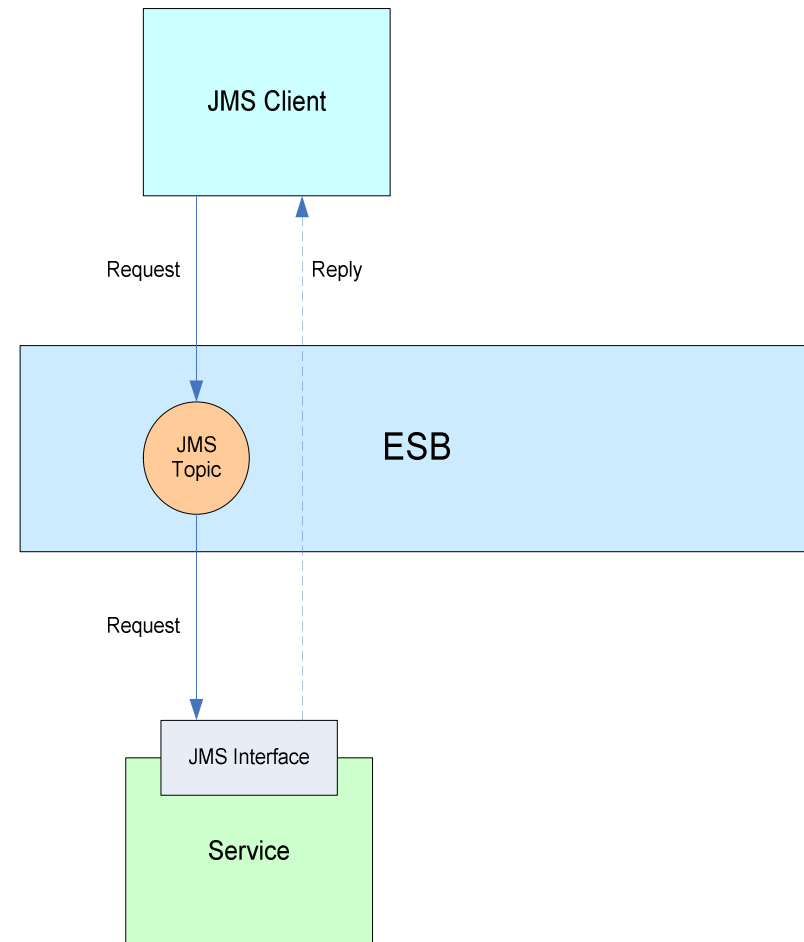 JMS Client
Request
Reply
JMS
Topic
ESB
Request
JMS Interface
Service